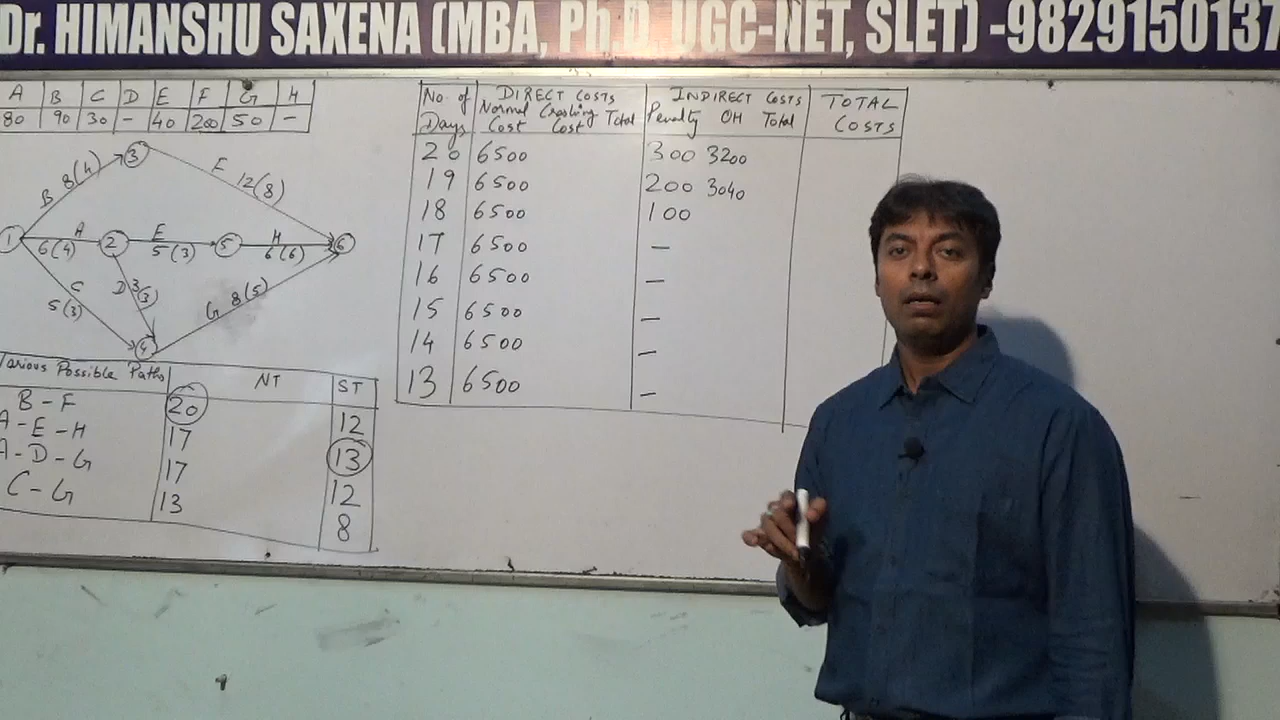 Dr. HIMANSHU SAXENA (MBA, Ph.D, UGC-NET, SLET) -9829150137
A B C D E F G H
80 90 30 - 40 200 50 -
1 2 3 4 5 6
B 8(4)
F 12(8)
A 6(4)
E 5(3)
H 6(6)
C 5(3)
D 3(3)
G 8(5)
Various Possible Paths NT ST
B - F 20 12
A - E - H 17 13
A - D - G 17 12
C - G 13 8
No. of Days DIRECT COSTS INDIRECT COSTS TOTAL COSTS
Normal Cost Crashing Cost Total Penalty OH Total
20 6500 300 3200
19 6500 200 3040
18 6500 100
17 6500 -
16 6500 -
15 6500 -
14 6500 -
13 6500 -